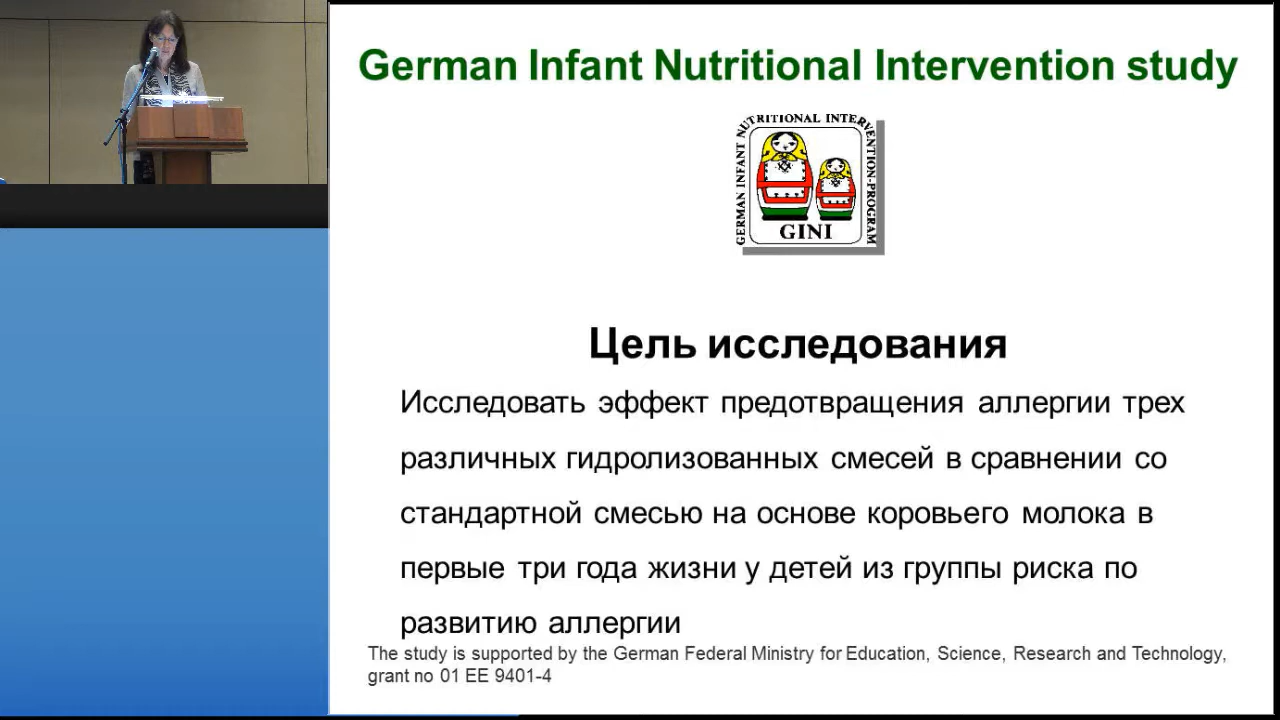 German Infant Nutritional Intervention study
GERMAN INFANT NUTRITIONAL INTERVENTION-PROGRAM
GINI
Цель исследования
Исследовать эффект предотвращения аллергии трех
различных гидролизованных смесей в сравнении со
стандартной смесью на основе коровьего молока в
первые три года жизни у детей из группы риска по
развитию аллергии
The study is supported by the German Federal Ministry for Education, Science, Research and Technology,
grant no 01 EE 9401-4